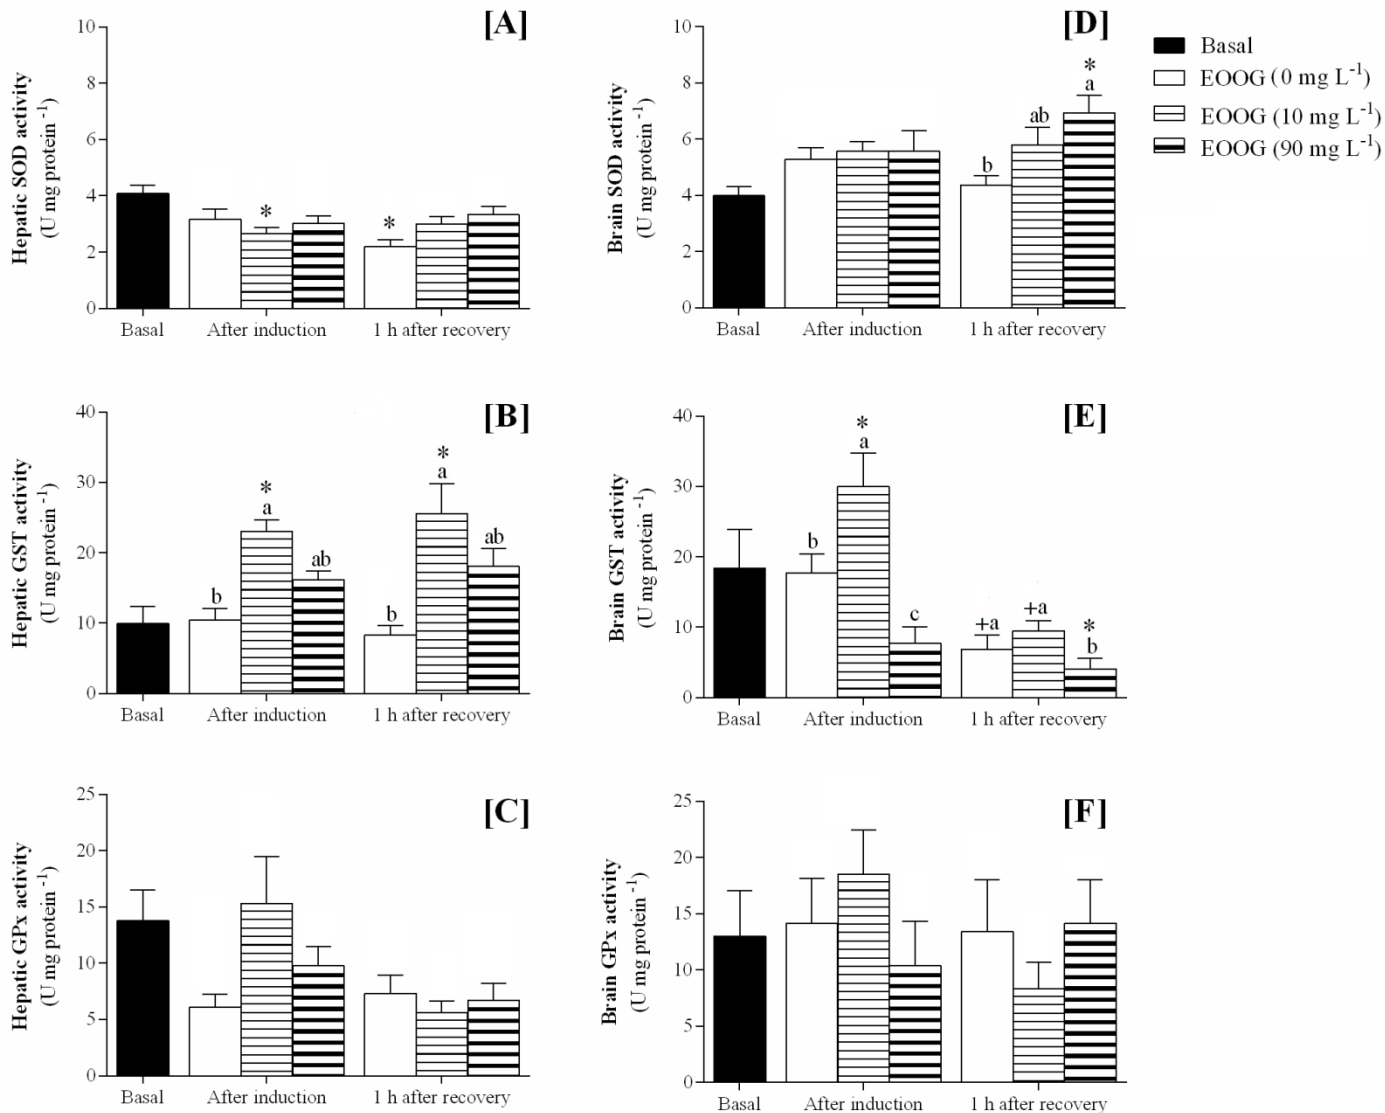 [A]
Hepatic SOD activity
(U mg protein -1)
10
8
6
4
2
0
*
*
Basal
After induction
1 h after recovery
[D]
Brain SOD activity
(U mg protein -1)
10
8
6
4
2
0
b
ab
*
a
Basal
After induction
1 h after recovery
Basal
EOOG (0 mg L-1)
EOOG (10 mg L-1)
EOOG (90 mg L-1)
[B]
Hepatic GST activity
(U mg protein -1)
40
30
20
10
0
b
*
a
ab
b
*
a
ab
Basal
After induction
1 h after recovery
[E]
Brain GST activity
(U mg protein -1)
40
30
20
10
0
b
*
a
c
+a
+a
*
b
Basal
After induction
1 h after recovery
[C]
Hepatic GPx activity
(U mg protein -1)
25
20
15
10
5
0
Basal
After induction
1 h after recovery
[F]
Brain GPx activity
(U mg protein -1)
25
20
15
10
5
0
Basal
After induction
1 h after recovery